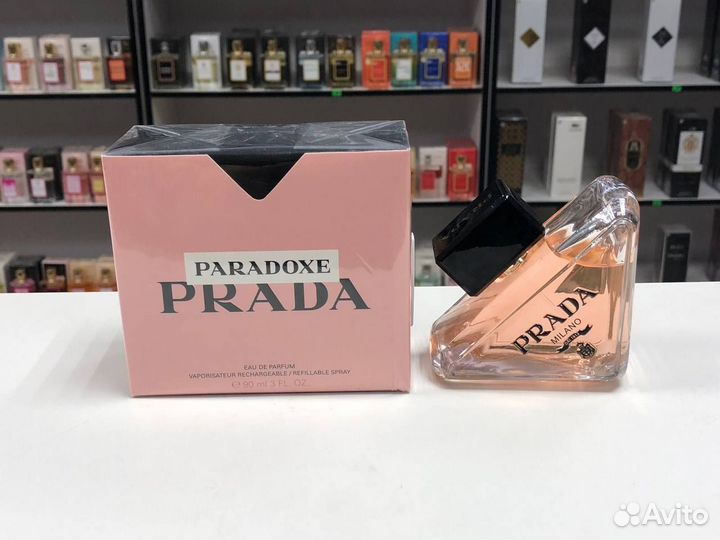 PARADOXE
PRADA
EAU DE PARFUM
VAPORISATEUR RECHARGEABLE / REFILLABLE SPRAY
℮ 90 ml 3 FL. OZ.
PRADA
MILANO
Avito